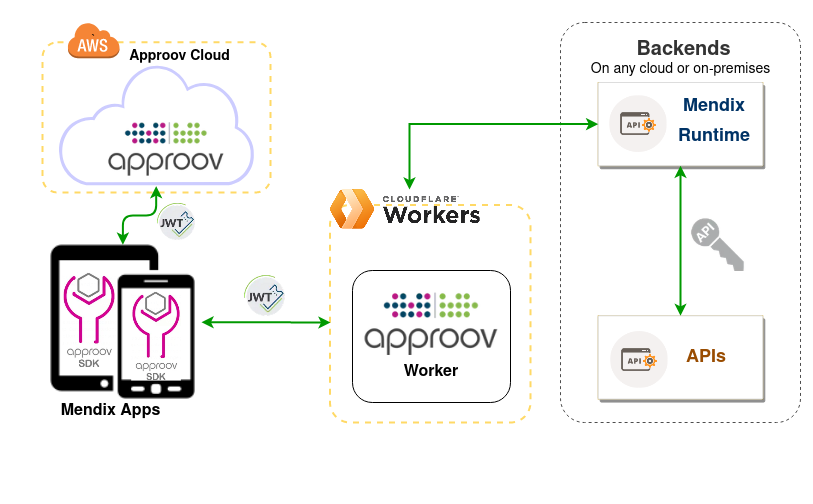 AWS
Approov Cloud
approov
JWT
approov
SDK
approov
SDK
Mendix Apps
JWT
CLOUDFLARE
Workers
approov
Worker
Backends
On any cloud or on-premises
API
Mendix
Runtime
API
API
APIs